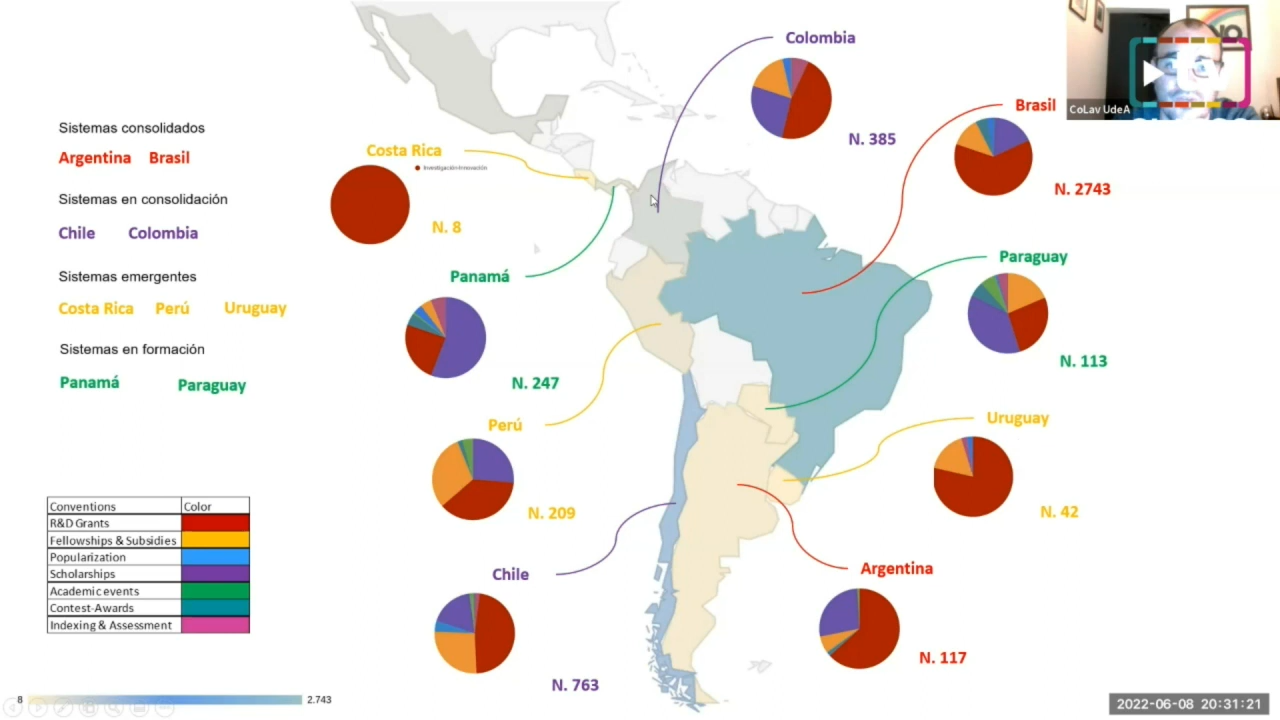 Sistemas consolidados
Argentina Brasil
Sistemas en consolidación
Chile Colombia
Sistemas emergentes
Costa Rica Perú Uruguay
Sistemas en formación
Panamá Paraguay
Conventions Color
R&D Grants
Fellowships & Subsidies
Popularization
Scholarships
Academic events
Contest-Awards
Indexing & Assessment
8 2.743
Colombia
N. 385
Costa Rica
Investigación/Innovación
N. 8
Panamá
N. 247
Perú
N. 209
Chile
N. 763
Brasil
N. 2743
Paraguay
N. 113
Uruguay
N. 42
Argentina
N. 117
CoLav UdeA
2022-06-08 20:31:21